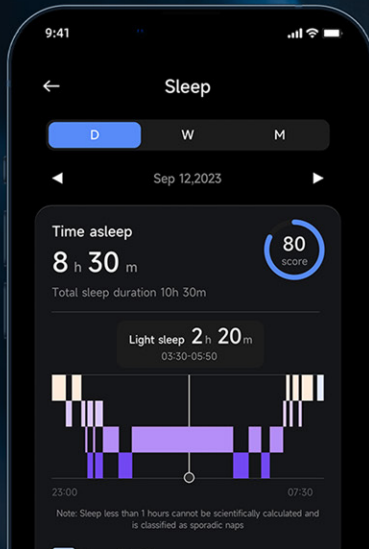 9:41
Sleep
D W M
Sep 12,2023
Time asleep
8 h 30 m
80
score
Total sleep duration 10h 30m
Light sleep 2 h 20 m
03:30-05:50
23:00 07:30
Note: Sleep less than 1 hours cannot be scientifically calculated and
is classified as sporadic naps